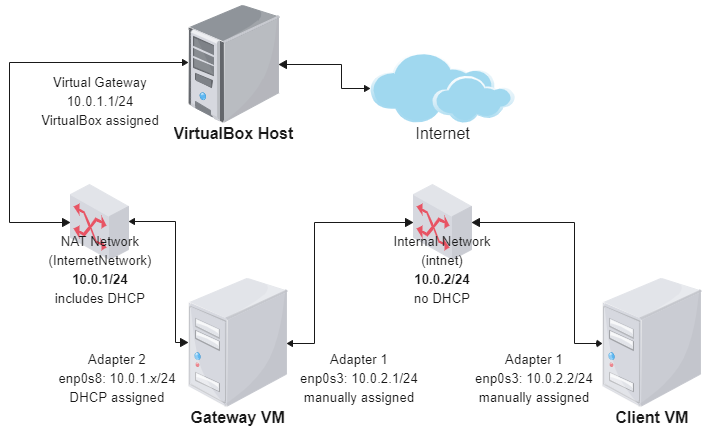 Virtual Gateway
10.0.1.1/24
VirtualBox assigned
VirtualBox Host
Internet
NAT Network
(InternetNetwork)
10.0.1/24
includes DHCP
Internal Network
(intnet)
10.0.2/24
no DHCP
Adapter 2
enp0s8: 10.0.1.x/24
DHCP assigned
Gateway VM
Adapter 1
enp0s3: 10.0.2.1/24
manually assigned
Adapter 1
enp0s3: 10.0.2.2/24
manually assigned
Client VM